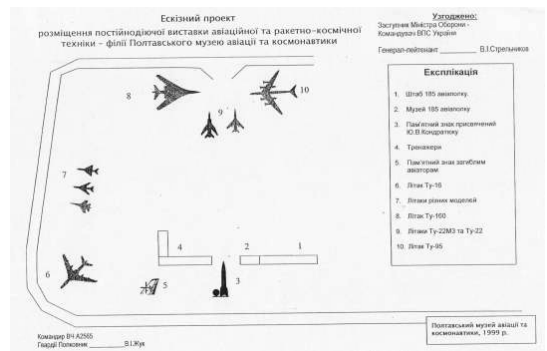 Ескізний проект
розміщення постійнодіючої виставки авіаційної та ракетно-космічної
техніки - філії Полтавського музею авіації та космонавтики
Узгоджено:
Заступник Міністра Оборони -
Командувач ВПС України
Генерал-лейтенант ____________ В.І.Стрельников
Експлікація
1. Штаб 185 авіаполку.
2. Музей 185 авіаполку
3. Пам'ятний знак присвячений
Ю.В.Кондратюку
4. Тренажери
5. Пам'ятний знак загиблим
авіаторам
6. Літак Ту-16
7. Літаки різних моделей
8. Літак Ту-160
9. Літаки Ту-22М3 та Ту-22
10. Літак Ту-95
8
10
9
7
4
2
1
6
5
3
Командир ВЧ А2565
Гвардії Полковник ____________В.І.Жук
Полтавський музей авіації та
космонавтики, 1999 р.